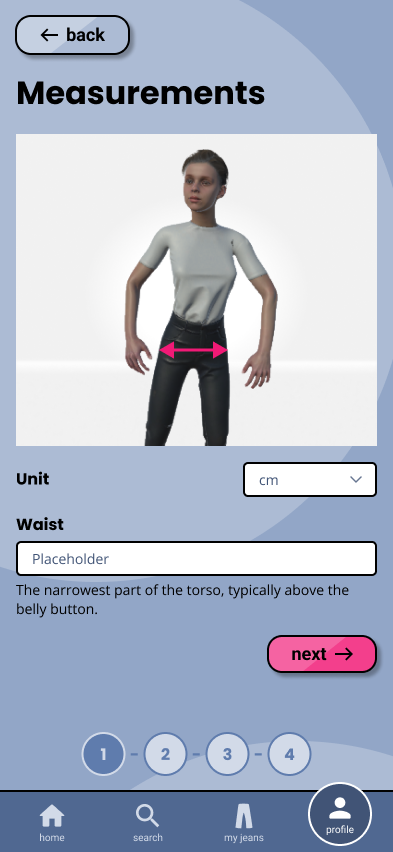 back
Measurements
Unit
cm
Waist
Placeholder
The narrowest part of the torso, typically above the
belly button.
next
1 - 2 - 3 - 4
home
search
my jeans
profile